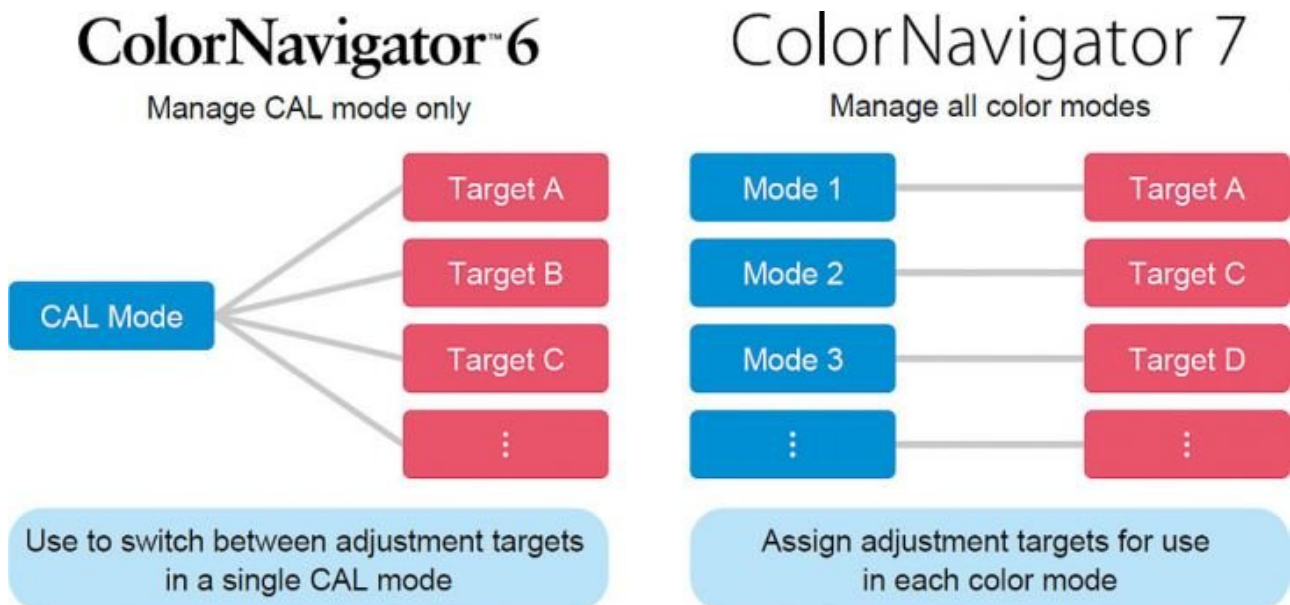 ColorNavigator™ 6
Manage CAL mode only
CAL Mode
Target A
Target B
Target C
⋮
Use to switch between adjustment targets
in a single CAL mode
ColorNavigator 7
Manage all color modes
Mode 1
Target A
Mode 2
Target C
Mode 3
Target D
⋮
⋮
Assign adjustment targets for use
in each color mode